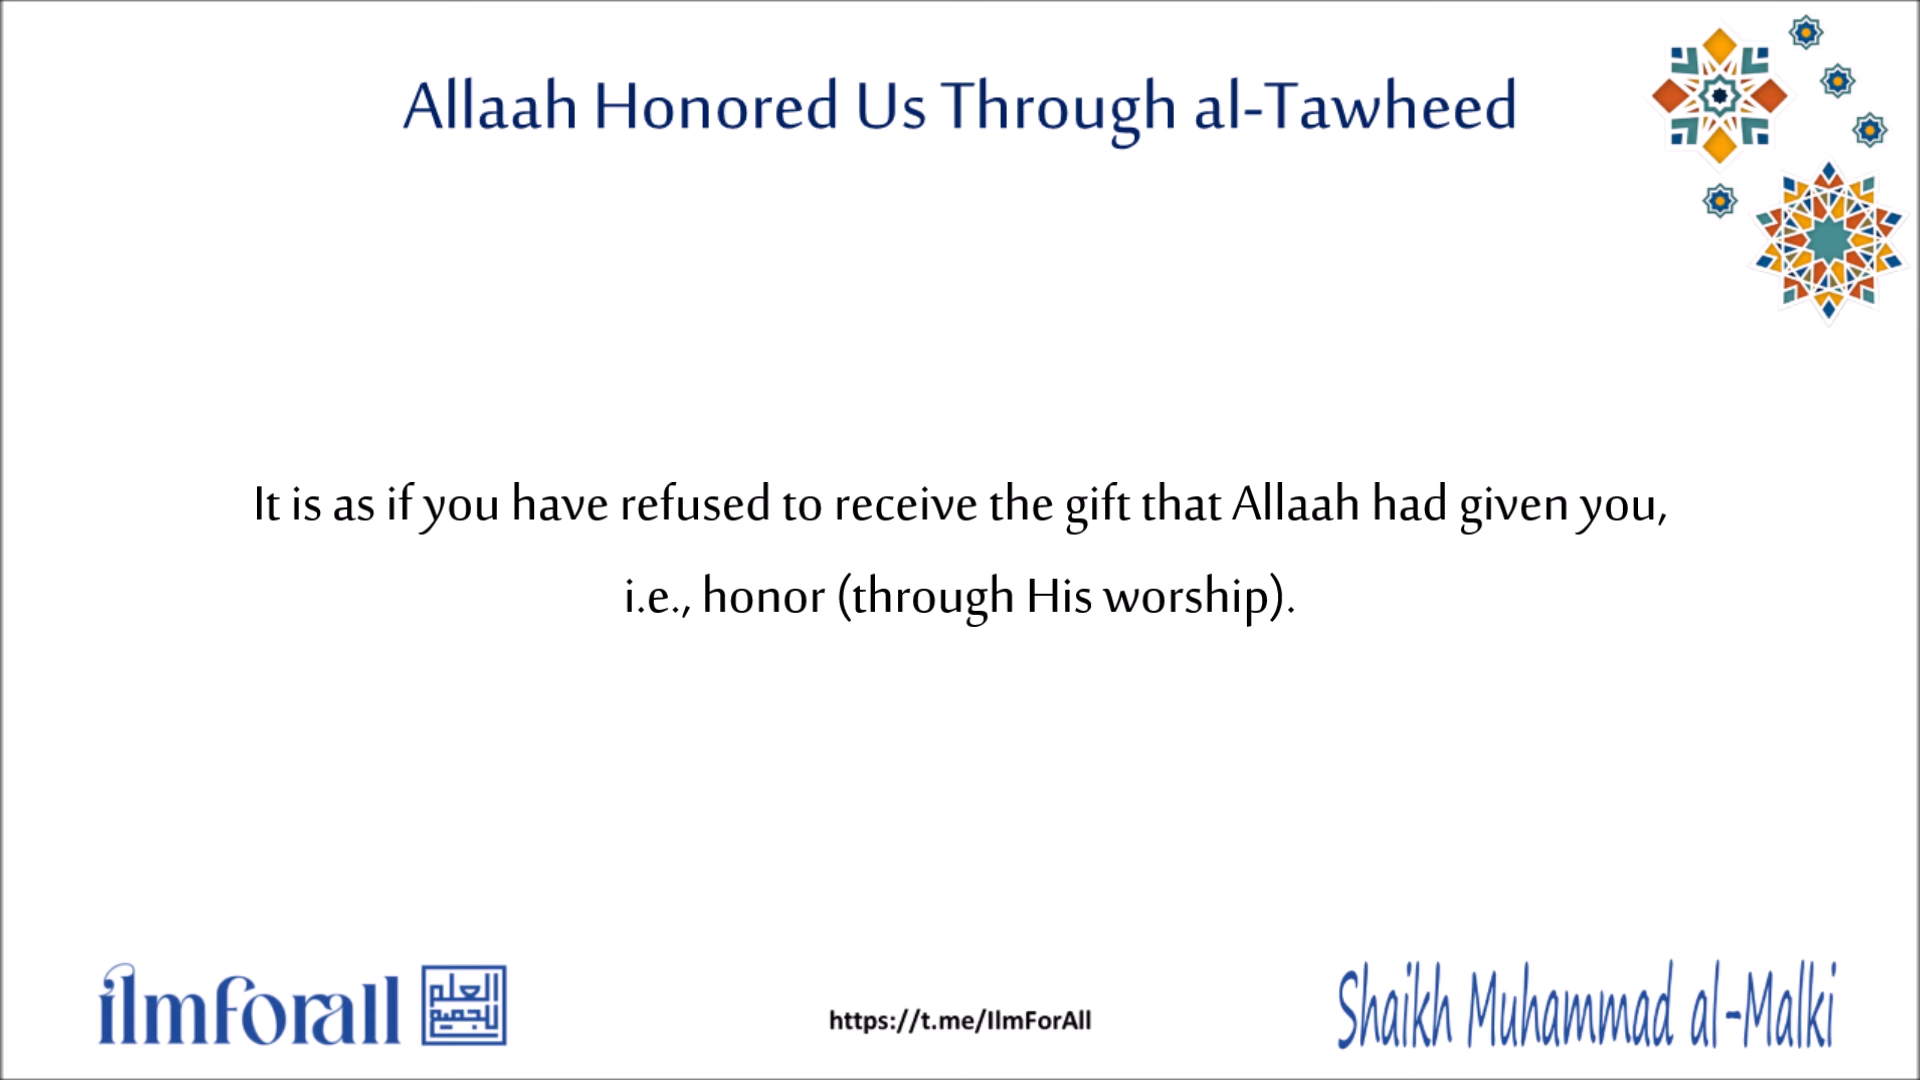 Allaah Honored Us Through al-Tawheed
It is as if you have refused to receive the gift that Allaah had given you,
i.e., honor (through His worship).
ilmforall
العلم
للجميع
https://t.me/IlmForAll
Shaikh Muhammad al-Malki